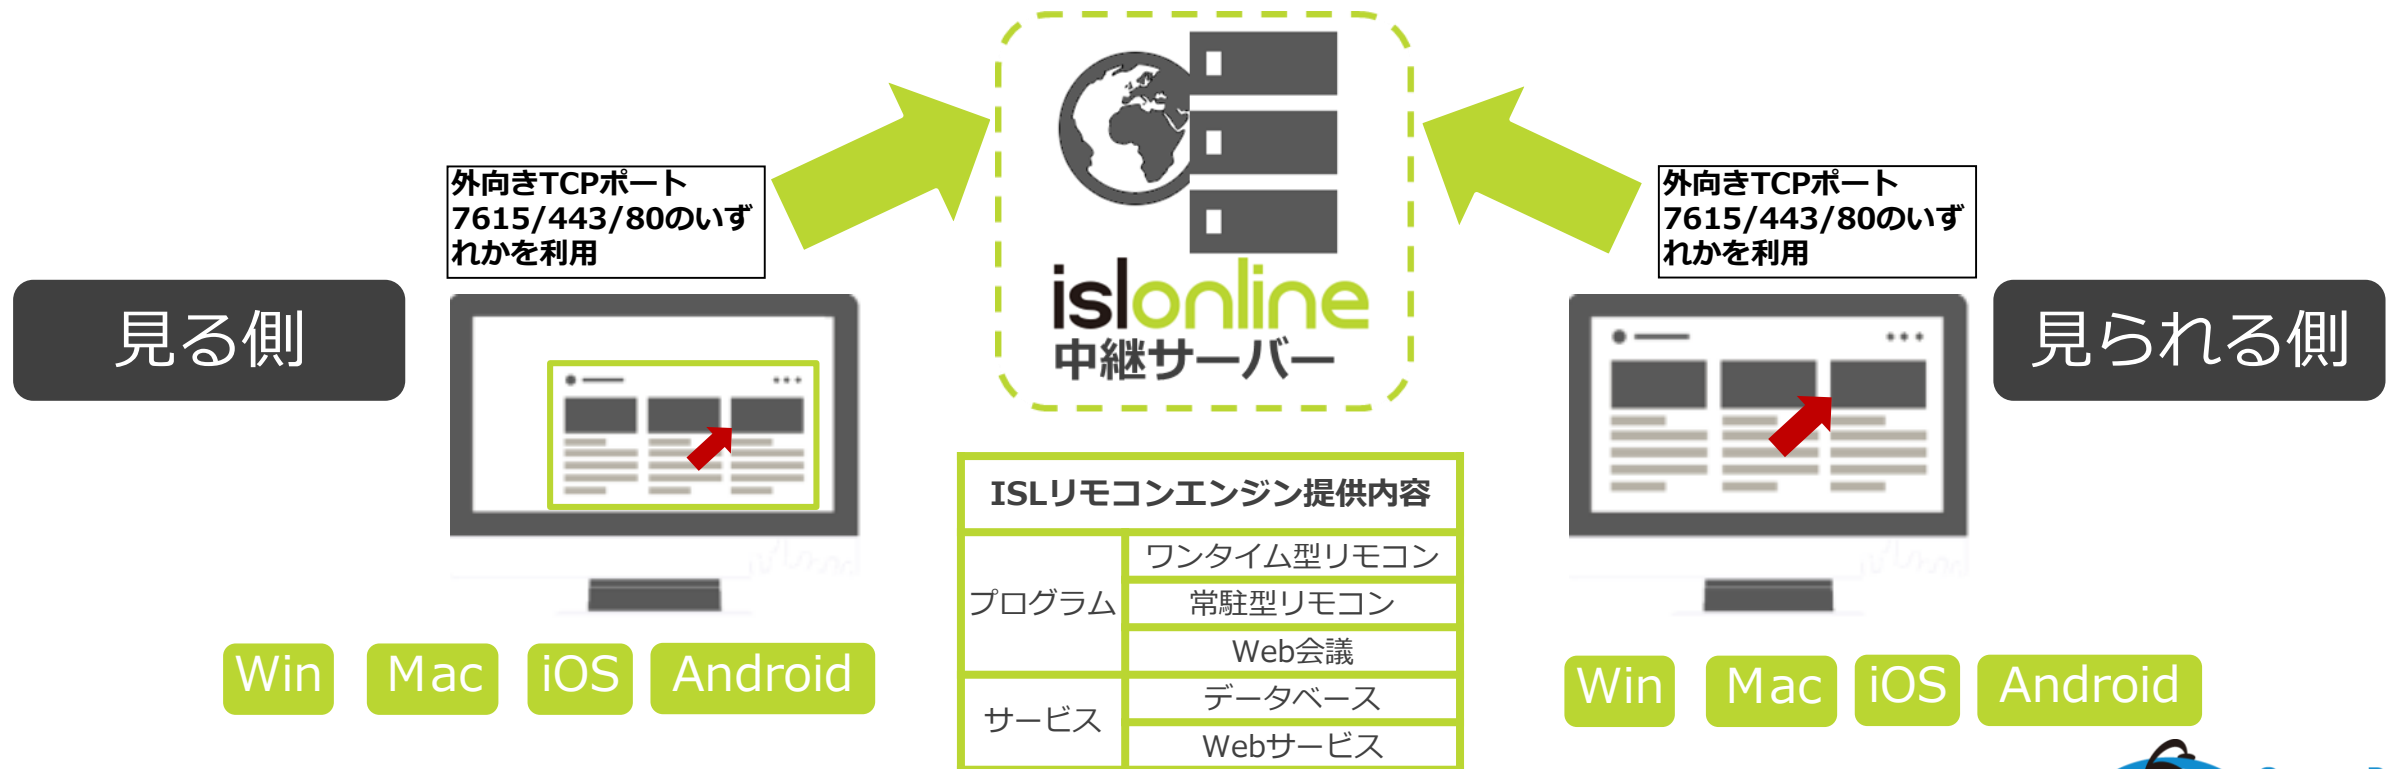 外向きTCPポート
7615/443/80のいず
れかを利用
見る側
Win
Mac
iOS
Android
islonline
中継サーバー
ISLリモコンエンジン提供内容
プログラム
ワンタイム型リモコン
常駐型リモコン
Web会議
サービス
データベース
Webサービス
外向きTCPポート
7615/443/80のいず
れかを利用
見られる側
Win
Mac
iOS
Android